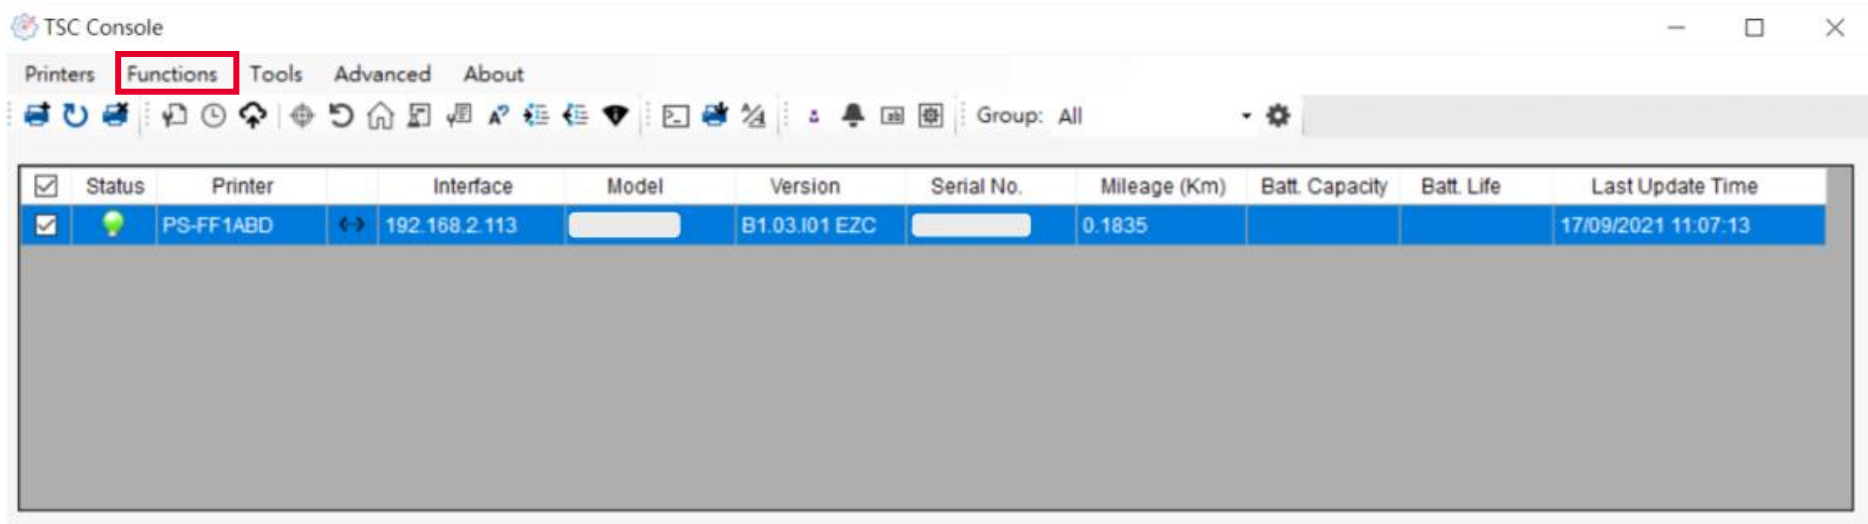 TSC Console
Printers Functions Tools Advanced About
Group: All
Status Printer Interface Model Version Serial No. Mileage (Km) Batt. Capacity Batt. Life Last Update Time
PS-FF1ABD 192.168.2.113 B1.03.I01 EZC 0.1835 17/09/2021 11:07:13